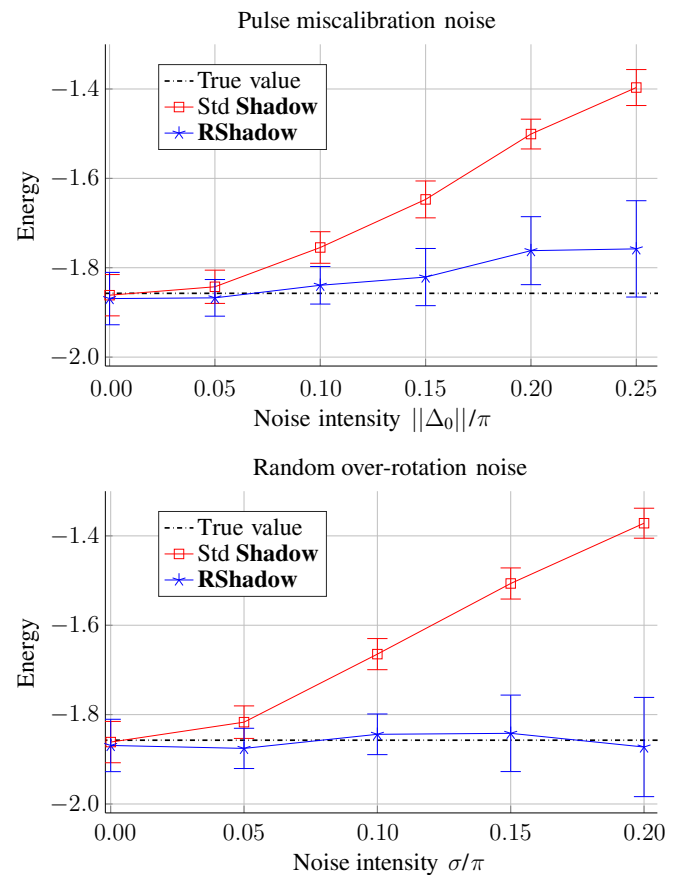 Pulse miscalibration noise
−1.4
−1.6
−1.8
−2.0
Energy
True value
Std Shadow
RShadow
0.00 0.05 0.10 0.15 0.20 0.25
Noise intensity ||Δ₀||/π
Random over-rotation noise
−1.4
−1.6
−1.8
−2.0
Energy
True value
Std Shadow
RShadow
0.00 0.05 0.10 0.15 0.20
Noise intensity σ/π